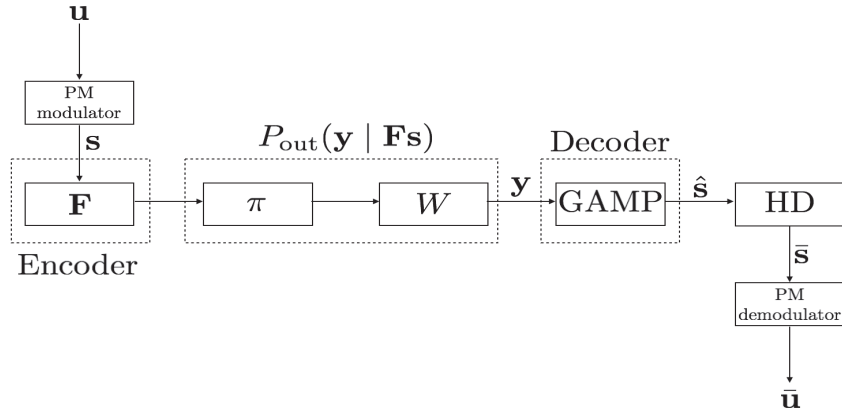 u
PM
modulator
s
P_out(y | Fs)
Decoder
F
π
W
y
GAMP
ŝ
HD
Encoder
s̄
PM
demodulator
ū